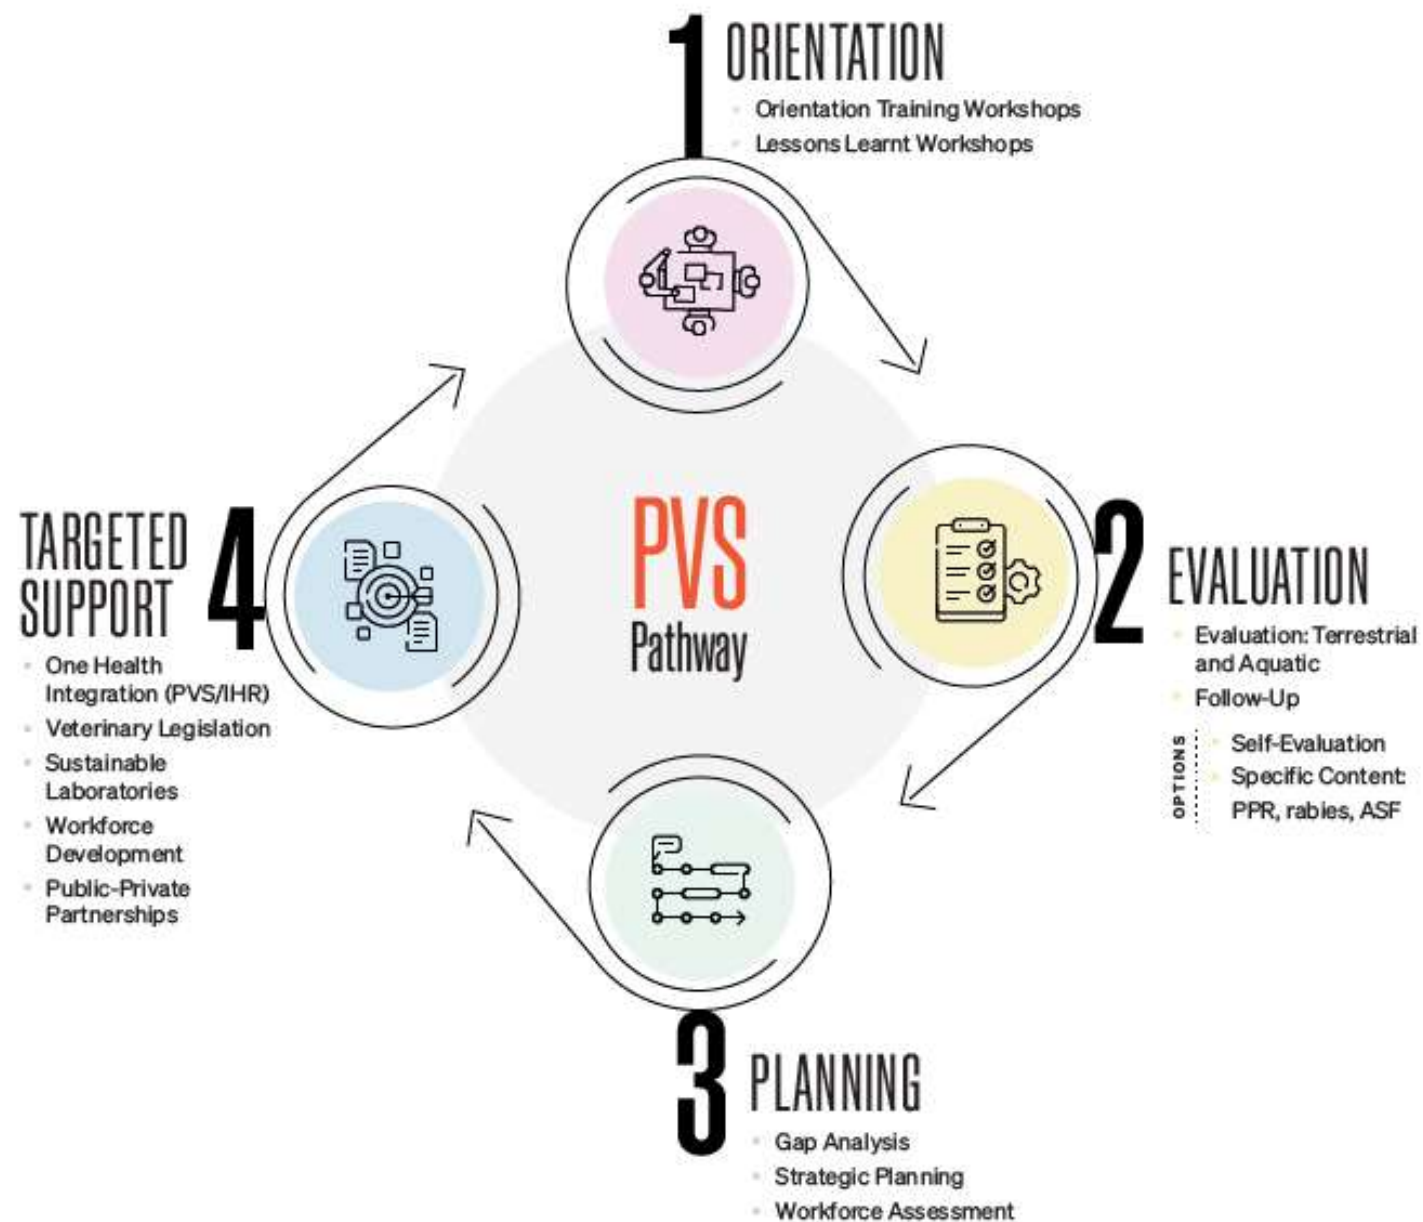 1
ORIENTATION
Orientation Training Workshops
Lessons Learnt Workshops
PVS
Pathway
2
EVALUATION
Evaluation: Terrestrial
and Aquatic
Follow-Up
OPTIONS
Self-Evaluation
Specific Content:
PPR, rabies, ASF
3
PLANNING
Gap Analysis
Strategic Planning
Workforce Assessment
4
TARGETED
SUPPORT
One Health
Integration (PVS/IHR)
Veterinary Legislation
Sustainable
Laboratories
Workforce
Development
Public-Private
Partnerships